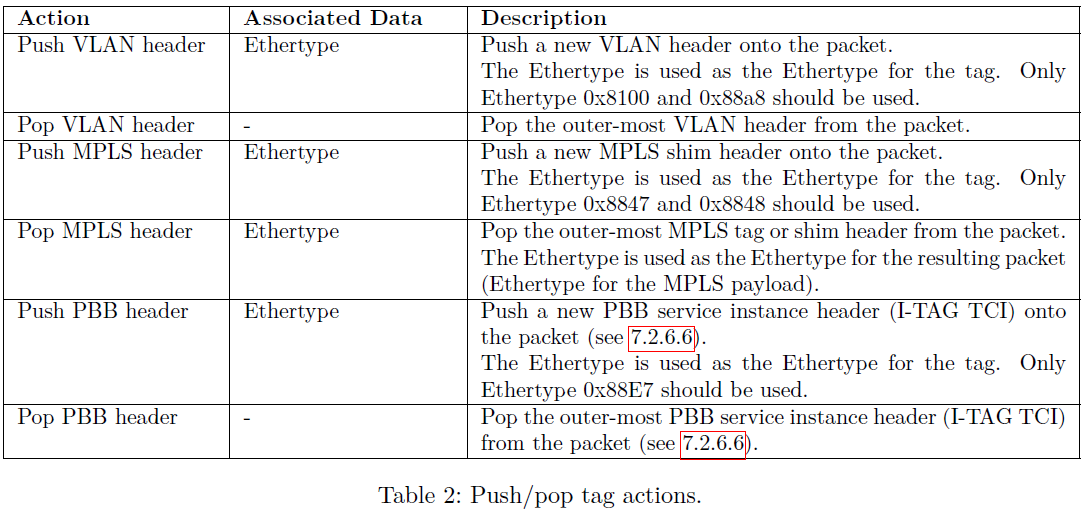 Action Associated Data Description
Push VLAN header Ethertype Push a new VLAN header onto the packet.
The Ethertype is used as the Ethertype for the tag. Only
Ethertype 0x8100 and 0x88a8 should be used.
Pop VLAN header - Pop the outer-most VLAN header from the packet.
Push MPLS header Ethertype Push a new MPLS shim header onto the packet.
The Ethertype is used as the Ethertype for the tag. Only
Ethertype 0x8847 and 0x8848 should be used.
Pop MPLS header Ethertype Pop the outer-most MPLS tag or shim header from the packet.
The Ethertype is used as the Ethertype for the resulting packet
(Ethertype for the MPLS payload).
Push PBB header Ethertype Push a new PBB service instance header (I-TAG TCI) onto
the packet (see 7.2.6.6).
The Ethertype is used as the Ethertype for the tag. Only
Ethertype 0x88E7 should be used.
Pop PBB header - Pop the outer-most PBB service instance header (I-TAG TCI)
from the packet (see 7.2.6.6).
Table 2: Push/pop tag actions.